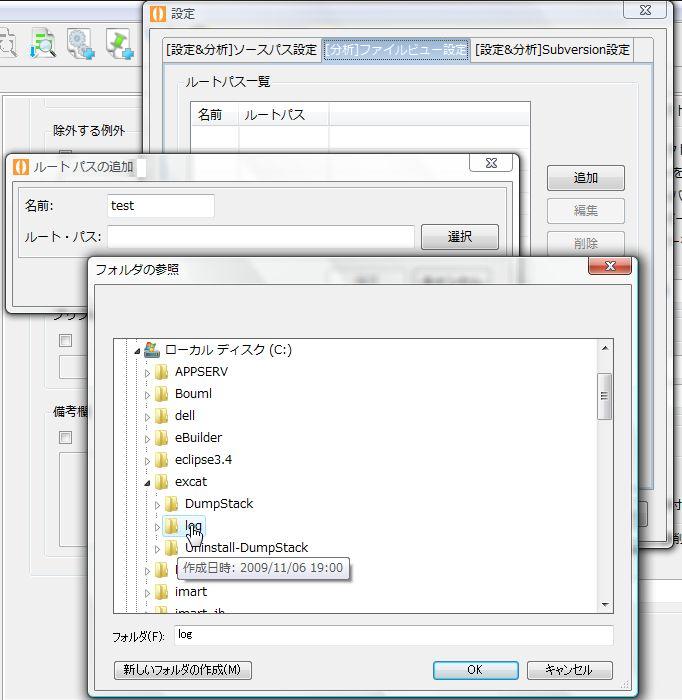 設定
[設定&分析]ソースパス設定
[分析]ファイルビュー設定
[設定&分析]Subversion設定
ルートパス一覧
名前
ルートパス
除外する例外
追加
編集
削除
ルート パスの追加
名前:
test
ルート・パス:
選択
フォルダの参照
ローカル ディスク (C:)
APPSERV
Bouml
dell
eBuilder
eclipse3.4
excat
DumpStack
log
Uninstall-DumpStack
作成日時: 2009/11/06 19:00
imart
備考欄
フォルダ(F):
log
新しいフォルダの作成(M)
OK
キャンセル